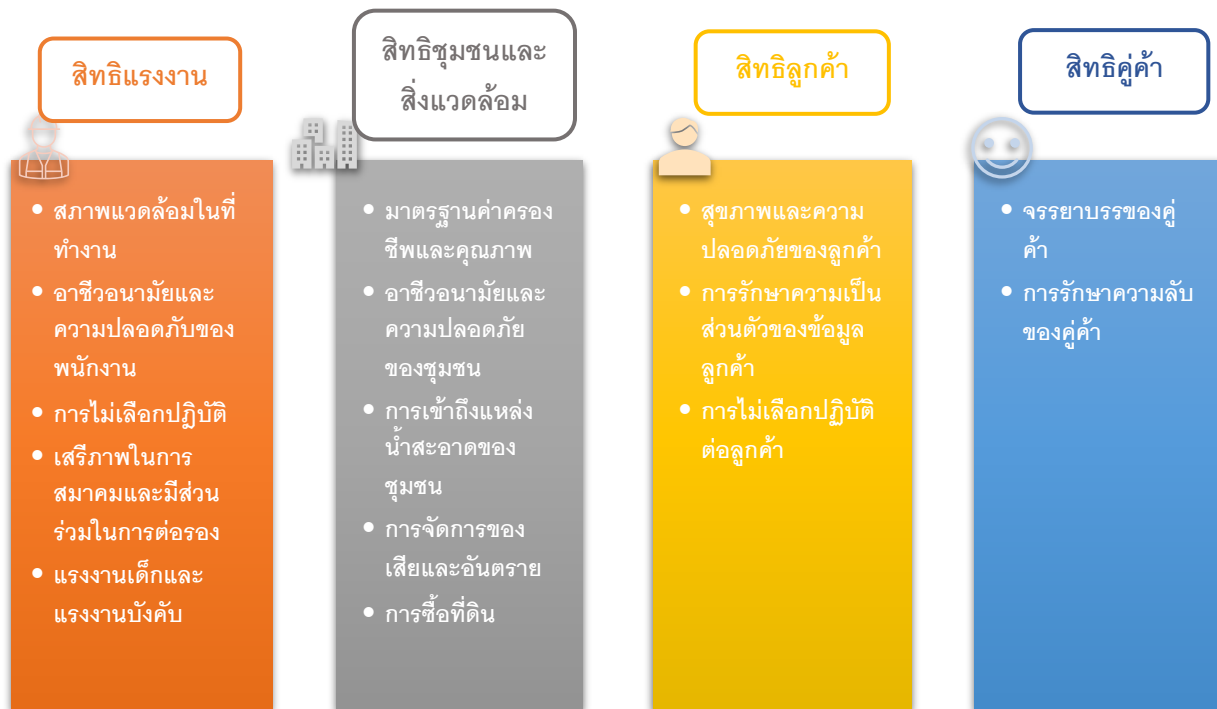 สิทธิแรงงาน
• สภาพแวดล้อมในที่
ทำงาน
• อาชีวอนามัยและ
ความปลอดภับของ
พนักงาน
• การไม่เลือกปฎิบัติ
• เสรีภาพในการ
สมาคมและมีส่วน
ร่วมในการต่อรอง
• แรงงานเด็กและ
แรงงานบังคับ
สิทธิชุมชนและ
สิ่งแวดล้อม
• มาตรฐานค่าครอง
ชีพและคุณภาพ
• อาชีวอนามัยและ
ความปลอดภัย
ของชุมชน
• การเข้าถึงแหล่ง
น้ำสะอาดของ
ชุมชน
• การจัดการของ
เสียและอันตราย
• การซื้อที่ดิน
สิทธิลูกค้า
• สุขภาพและความ
ปลอดภัยของลูกค้า
• การรักษาความเป็น
ส่วนตัวของข้อมูล
ลูกค้า
• การไม่เลือกปฏิบัติ
ต่อลูกค้า
สิทธิคู่ค้า
• จรรยาบรรของคู่
ค้า
• การรักษาความลับ
ของคู่ค้า